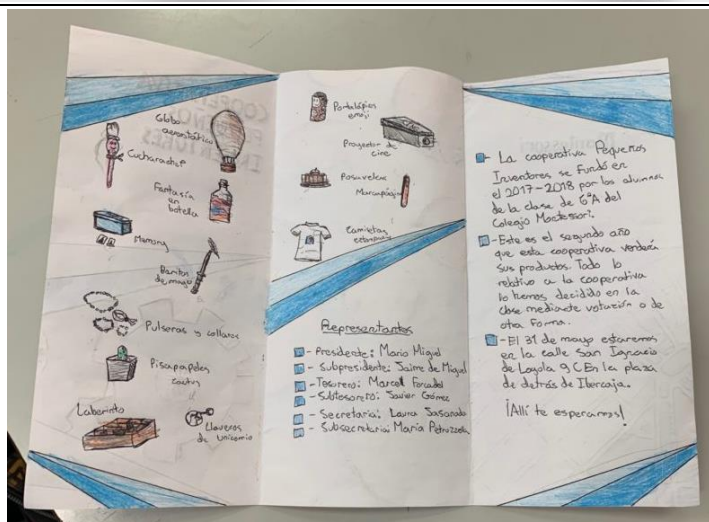 Globo
aerostático
Cucharachef
Fantasía
en
botella
Memory
de mago
Pulseras y collares
Pisapapeles
cactus
Laberinto
Llaveros
de unicornio
Portalápices
emoji
Proyector de
cine
Posavelas
Marcapáginas
Camisetas
Representantes
- Presidente: Mario Miguel
- Subpresidente: Jaime de Miguel
- Tesorero: Marcel Forcadel
- Subtesorero: Javier Gómez
- Secretaria: Laura
- Subsecretaria: María
- La cooperativa Pequeños
Inventores se Fundó en
el 2017-2018 por los alumnos
de la clase de 6ºA del
Colegio Montessori.
- Este es el segundo año
que esta cooperativa venderá
sus productos. Todo lo
relativo a la cooperativa
lo hemos decidido en la
clase mediante votación o de
otra Forma.
- El 31 de mayo estaremos
en la calle San Ignacio
de Loyola 9 C En la plaza
de detrás de Ibercaja.
¡Allí te esperamos!